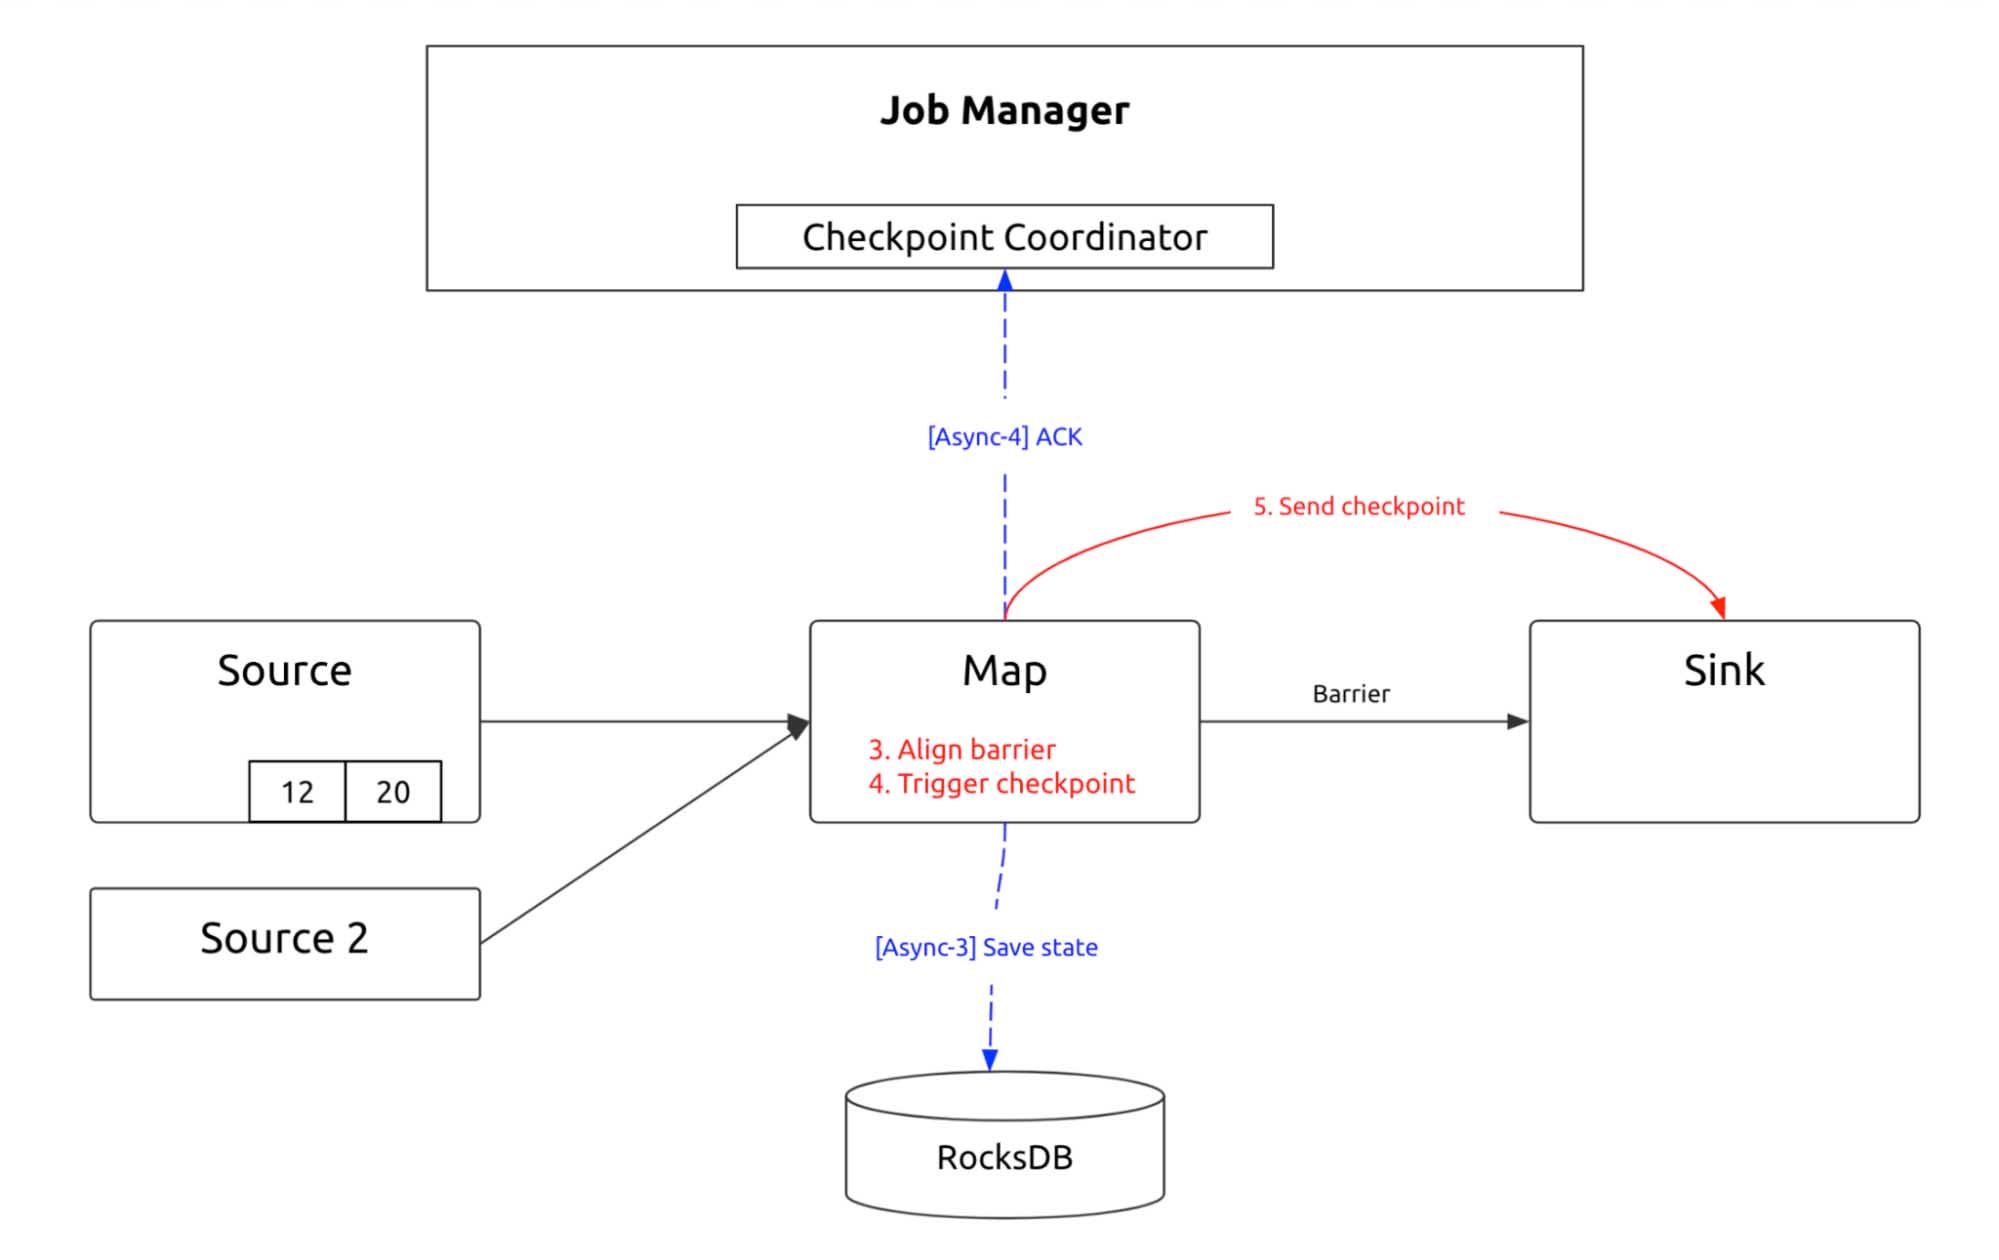 Job Manager
Checkpoint Coordinator
[Async-4] ACK
5. Send checkpoint
Source
12 20
Map
3. Align barrier
4. Trigger checkpoint
Barrier
Sink
Source 2
[Async-3] Save state
RocksDB